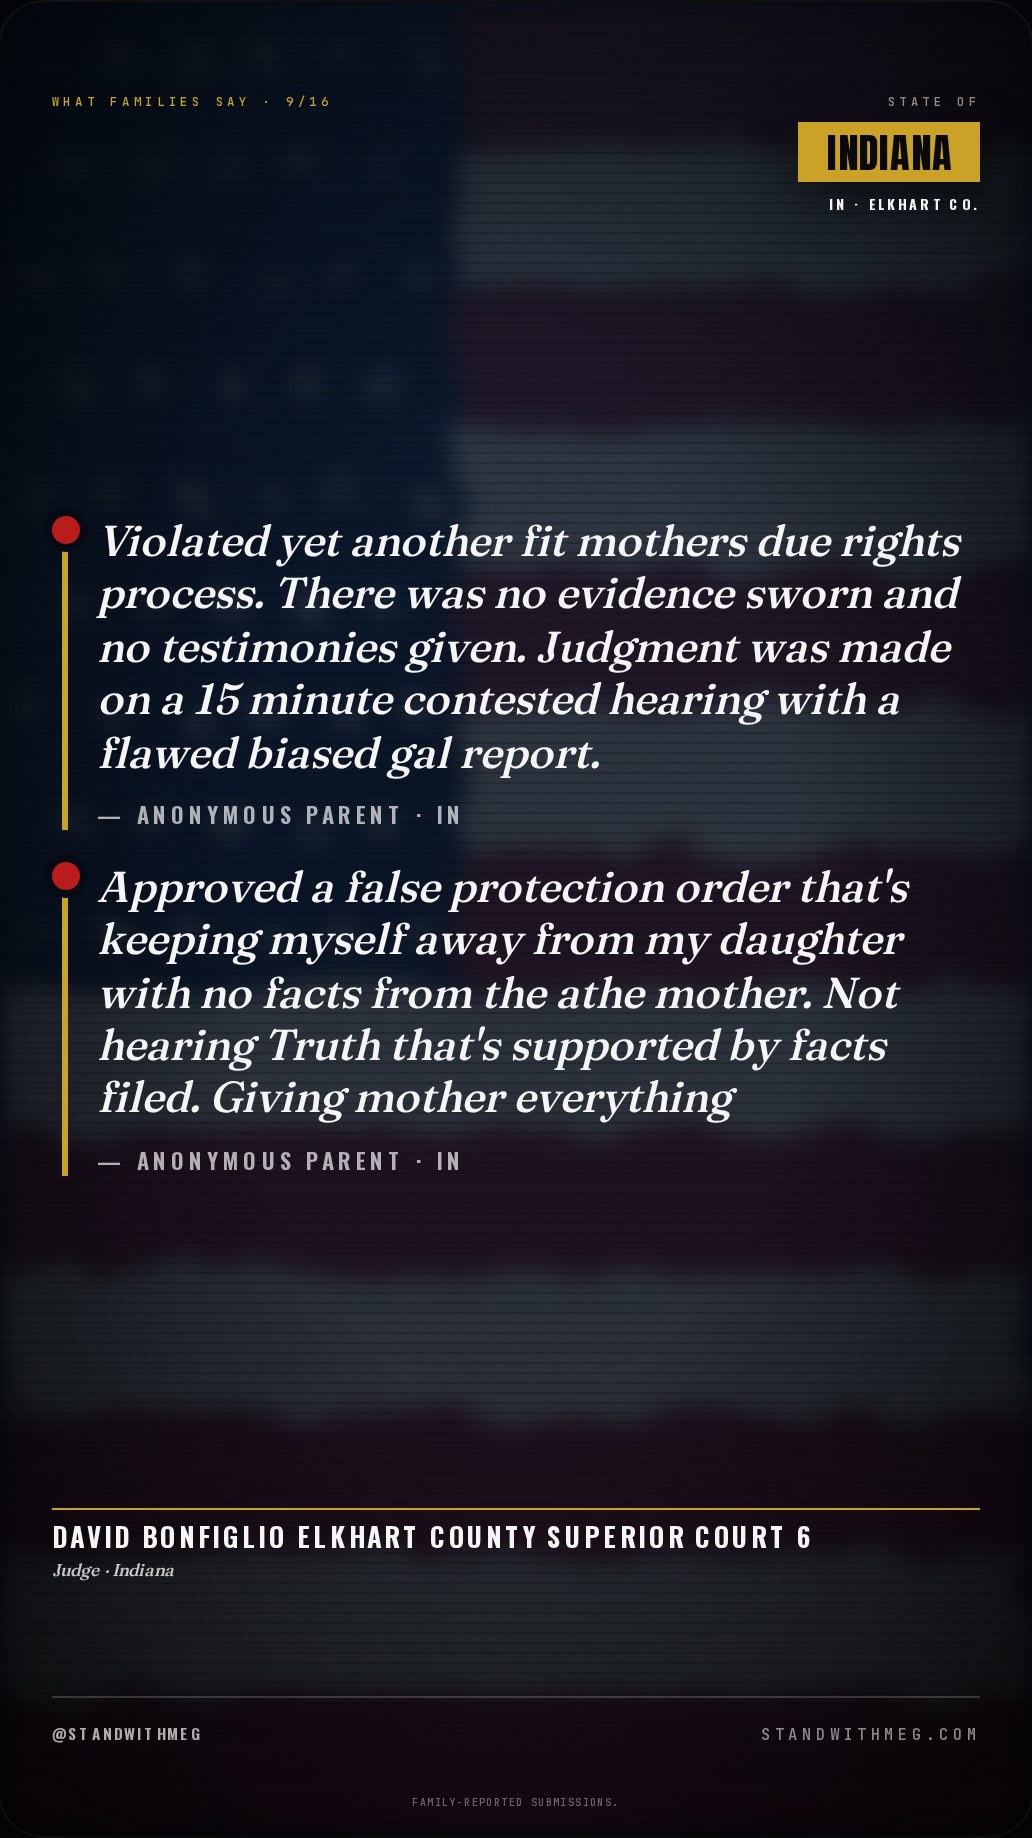 WHAT FAMILIES SAY · 9/16
STATE OF
INDIANA
IN · ELKHART CO.
Violated yet another fit mothers due rights
process. There was no evidence sworn and
no testimonies given. Judgment was made
on a 15 minute contested hearing with a
flawed biased gal report.
— ANONYMOUS PARENT · IN
Approved a false protection order that's
keeping myself away from my daughter
with no facts from the athe mother. Not
hearing Truth that's supported by facts
filed. Giving mother everything
— ANONYMOUS PARENT · IN
DAVID BONFIGLIO ELKHART COUNTY SUPERIOR COURT 6
Judge · Indiana
@STANDWITHMEG
STANDWITHMEG.COM
FAMILY-REPORTED SUBMISSIONS.